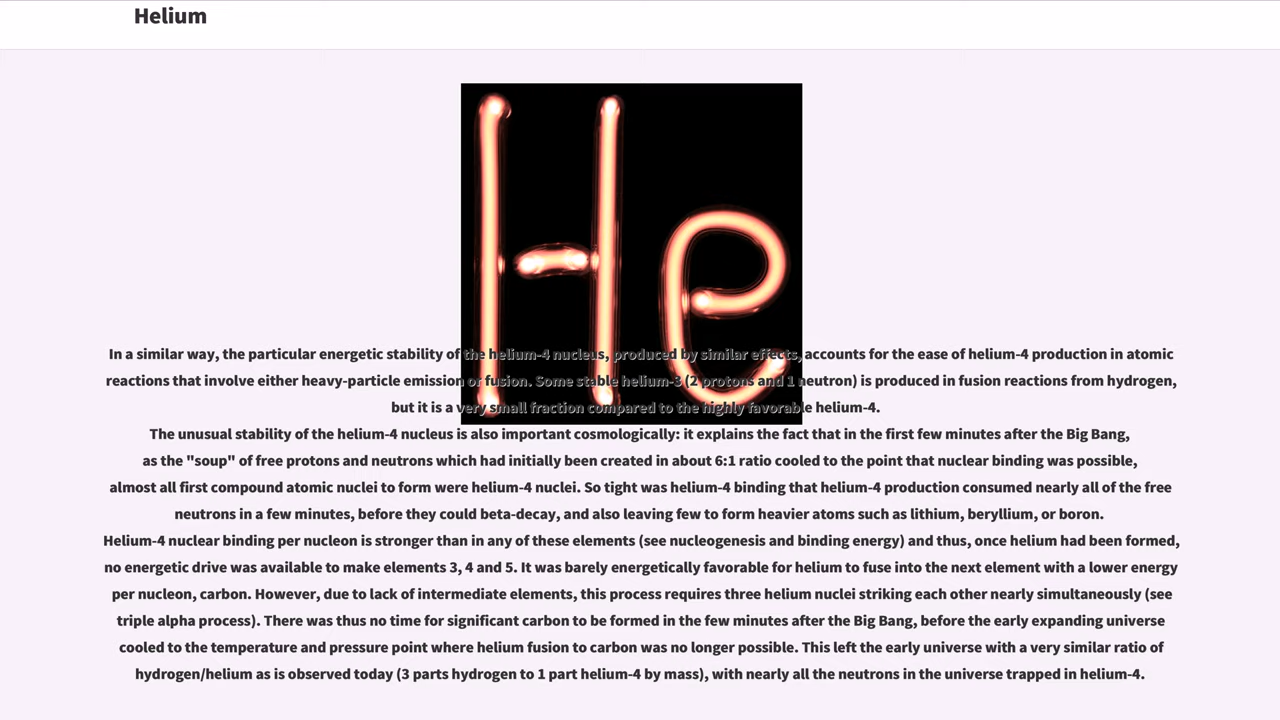 Helium
He
In a similar way, the particular energetic stability of the helium-4 nucleus, produced by similar effects, accounts for the ease of helium-4 production in atomic
reactions that involve either heavy-particle emission or fusion. Some stable helium-3 (2 protons and 1 neutron) is produced in fusion reactions from hydrogen,
but it is a very small fraction compared to the highly favorable helium-4.
The unusual stability of the helium-4 nucleus is also important cosmologically: it explains the fact that in the first few minutes after the Big Bang,
as the "soup" of free protons and neutrons which had initially been created in about 6:1 ratio cooled to the point that nuclear binding was possible,
almost all first compound atomic nuclei to form were helium-4 nuclei. So tight was helium-4 binding that helium-4 production consumed nearly all of the free
neutrons in a few minutes, before they could beta-decay, and also leaving few to form heavier atoms such as lithium, beryllium, or boron.
Helium-4 nuclear binding per nucleon is stronger than in any of these elements (see nucleogenesis and binding energy) and thus, once helium had been formed,
no energetic drive was available to make elements 3, 4 and 5. It was barely energetically favorable for helium to fuse into the next element with a lower energy
per nucleon, carbon. However, due to lack of intermediate elements, this process requires three helium nuclei striking each other nearly simultaneously (see
triple alpha process). There was thus no time for significant carbon to be formed in the few minutes after the Big Bang, before the early expanding universe
cooled to the temperature and pressure point where helium fusion to carbon was no longer possible. This left the early universe with a very similar ratio of
hydrogen/helium as is observed today (3 parts hydrogen to 1 part helium-4 by mass), with nearly all the neutrons in the universe trapped in helium-4.